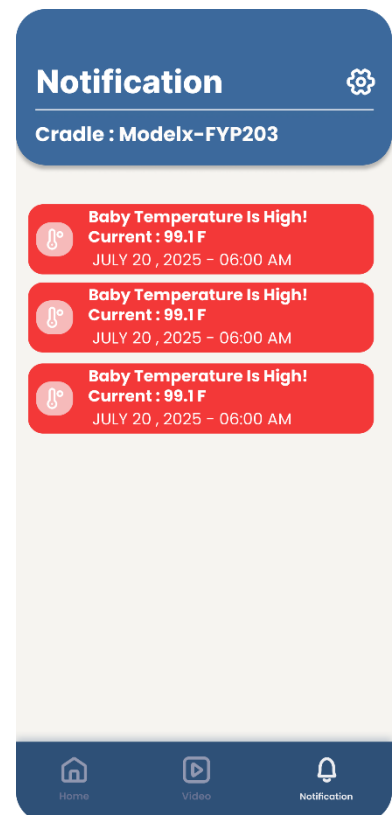 Notification
Cradle : Modelx-FYP203
Baby Temperature Is High!
Current : 99.1 F
JULY 20 , 2025 - 06:00 AM
Baby Temperature Is High!
Current : 99.1 F
JULY 20 , 2025 - 06:00 AM
Baby Temperature Is High!
Current : 99.1 F
JULY 20 , 2025 - 06:00 AM
Home Video Notification